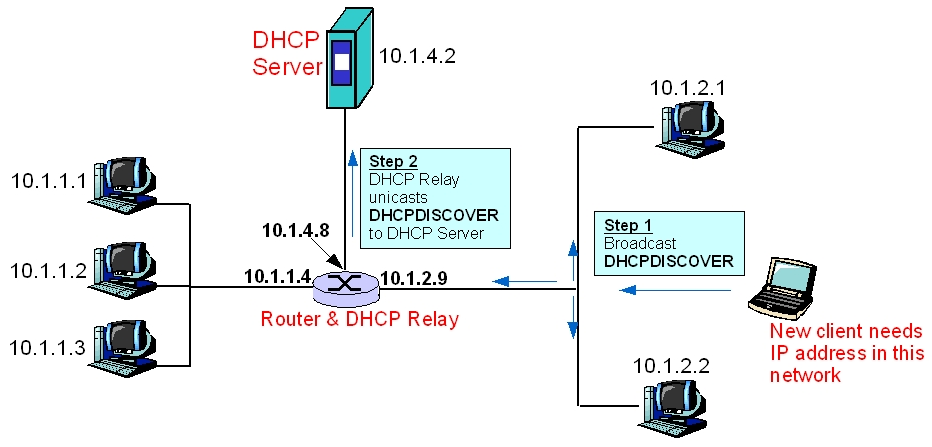 DHCP
Server
10.1.4.2
10.1.2.1
10.1.1.1
Step 2
DHCP Relay
unicasts
DHCPDISCOVER
to DHCP Server
Step 1
Broadcast
DHCPDISCOVER
10.1.4.8
10.1.1.2
10.1.1.4
10.1.2.9
Router & DHCP Relay
New client needs
IP address in this
network
10.1.1.3
10.1.2.2